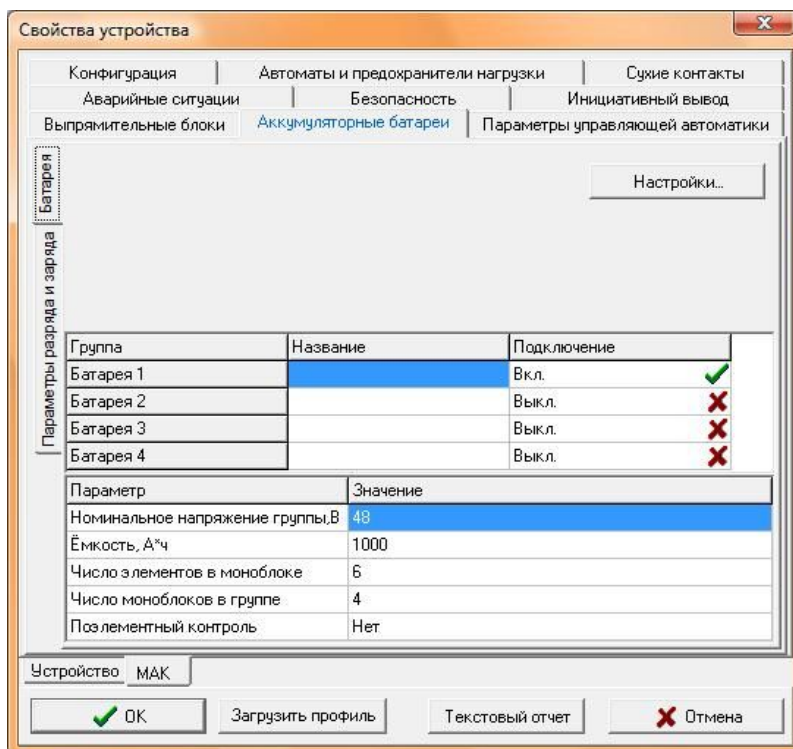 Свойства устройства
Конфигурация Автоматы и предохранители нагрузки Сухие контакты
Аварийные ситуации Безопасность Инициативный вывод
Выпрямительные блоки Аккумуляторные батареи Параметры управляющей автоматики
Батарея
Параметры разряда и заряда
Настройки...
Группа Название Подключение
Батарея 1 Вкл.
Батарея 2 Выкл.
Батарея 3 Выкл.
Батарея 4 Выкл.
Параметр Значение
Номинальное напряжение группы,В 48
Ёмкость, А*ч 1000
Число элементов в моноблоке 6
Число моноблоков в группе 4
Поэлементный контроль Нет
Устройство МАК
OK Загрузить профиль Текстовый отчет Отмена